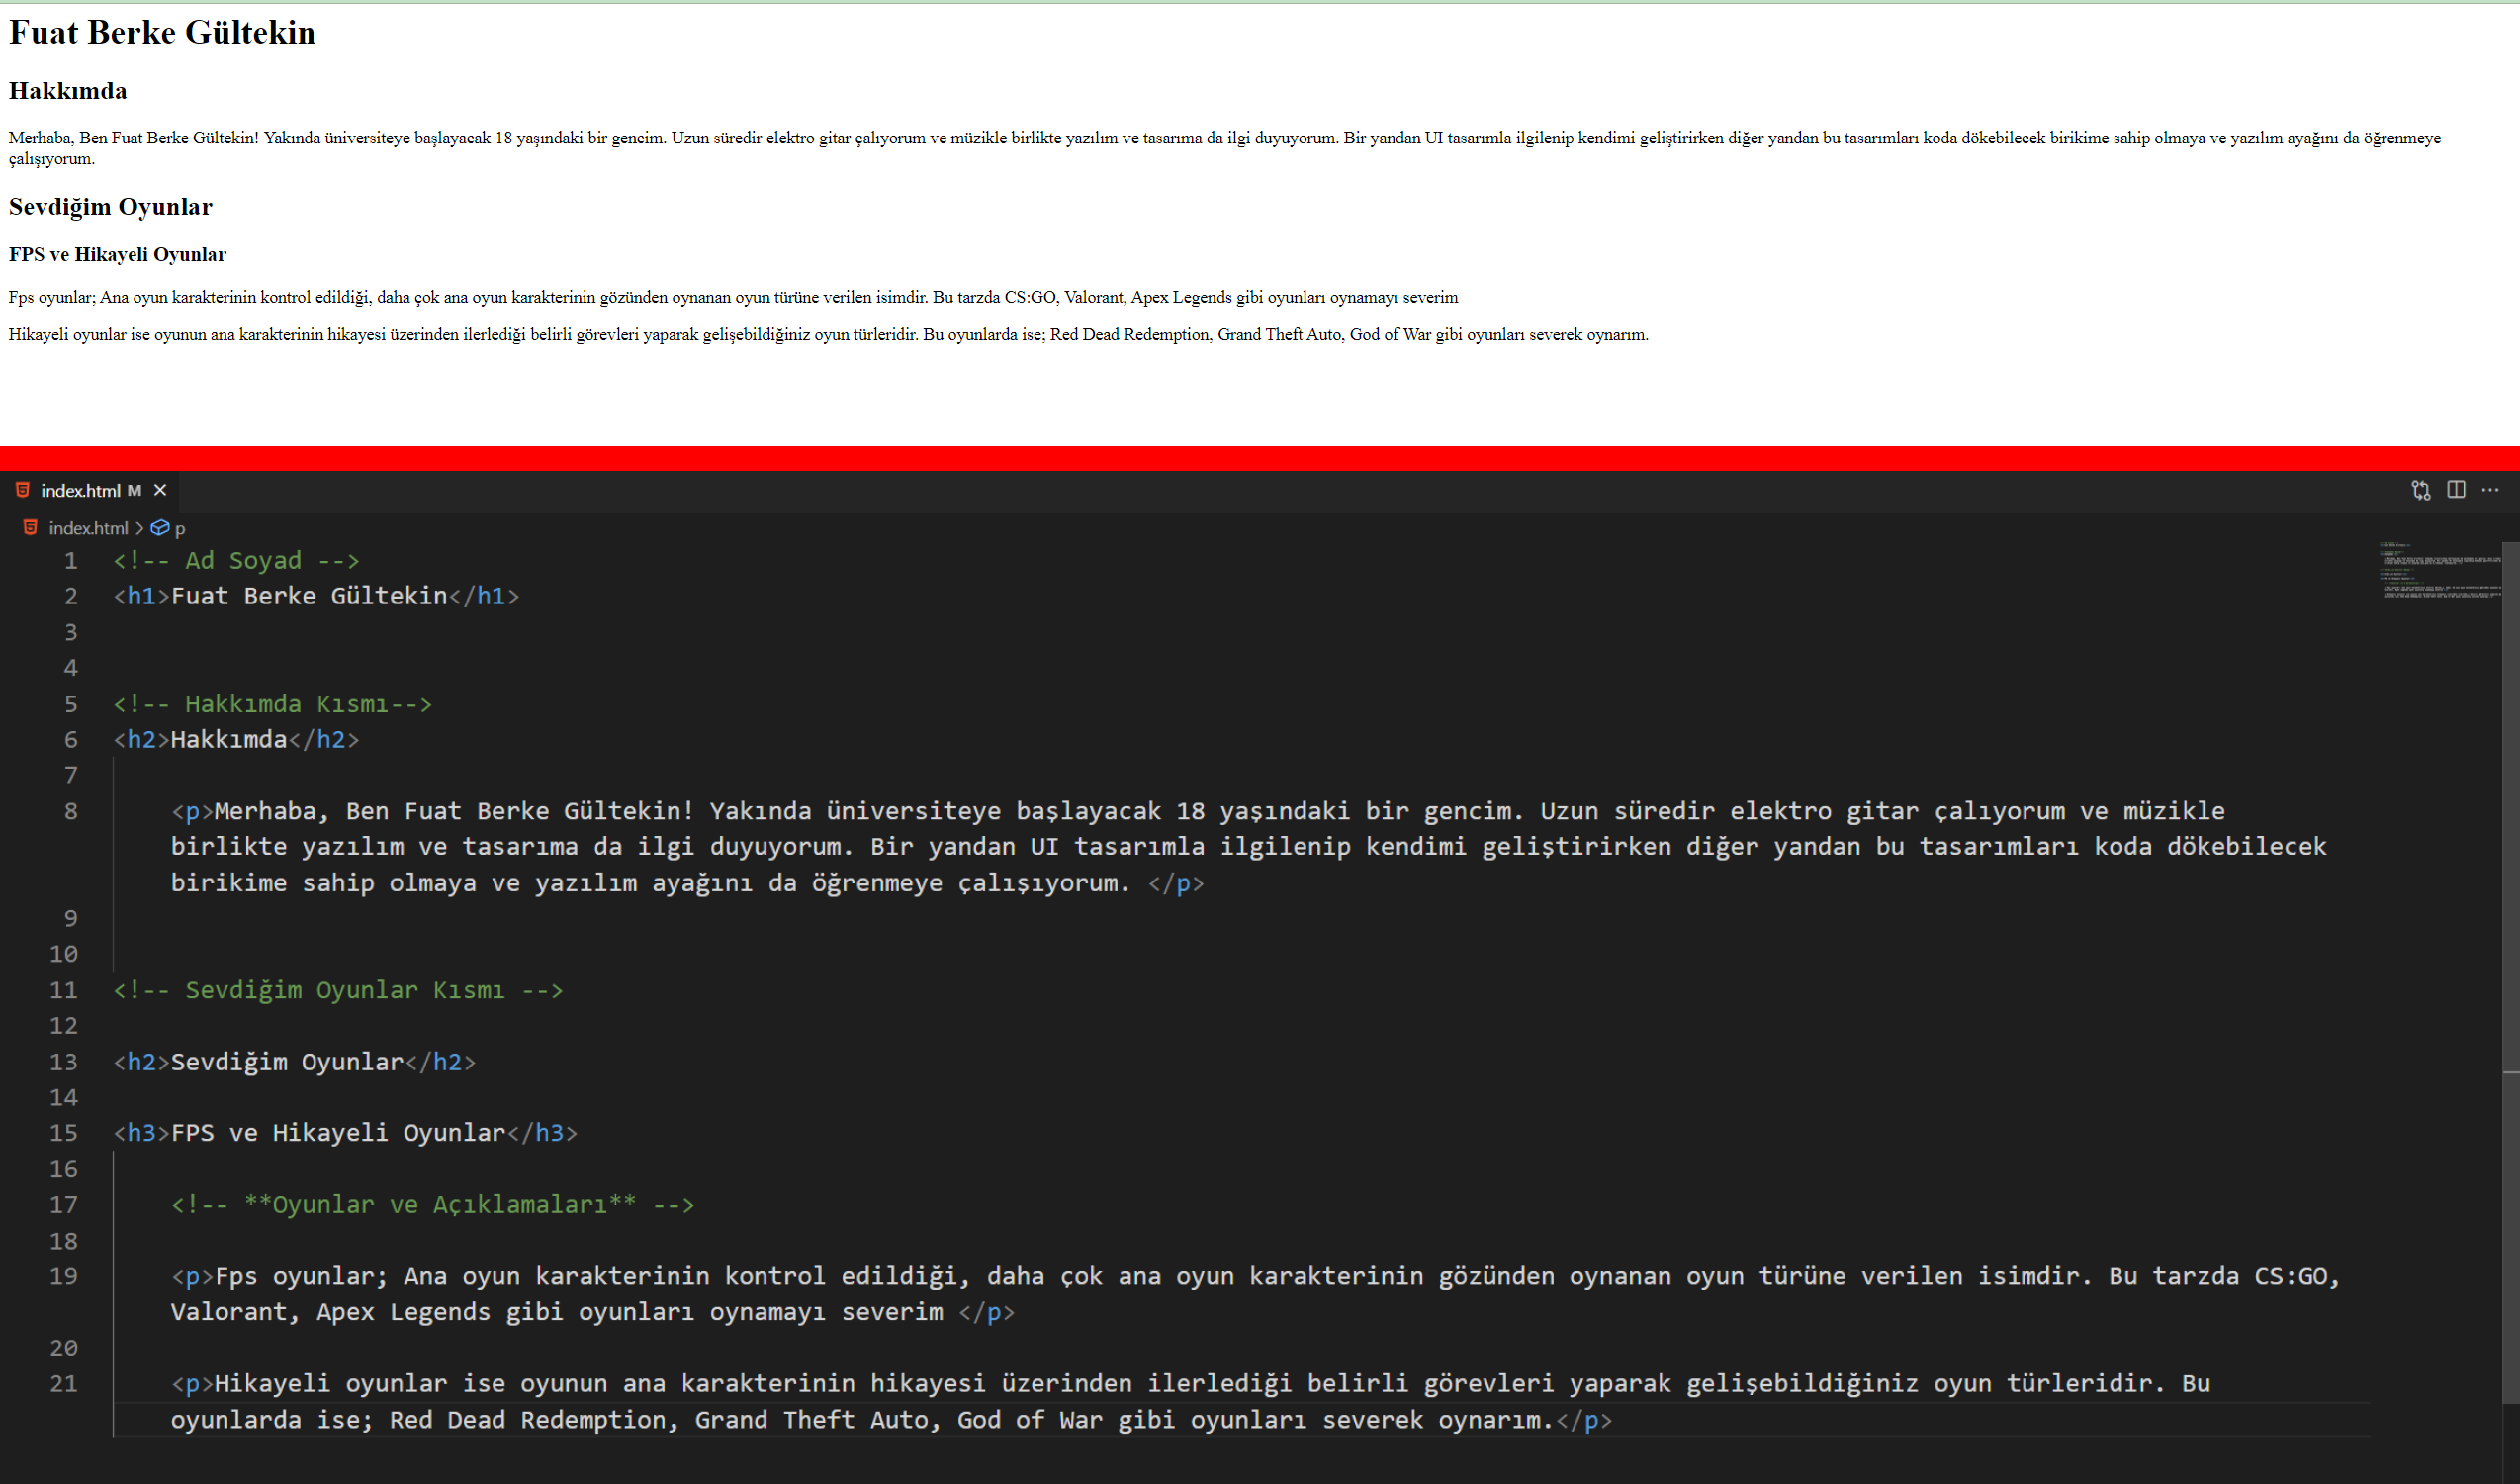 Fuat Berke Gültekin
Hakkımda
Merhaba, Ben Fuat Berke Gültekin! Yakında üniversiteye başlayacak 18 yaşındaki bir gencim. Uzun süredir elektro gitar çalıyorum ve müzikle birlikte yazılım ve tasarıma da ilgi duyuyorum. Bir yandan UI tasarımla ilgilenip kendimi geliştirirken diğer yandan bu tasarımları koda dökebilecek birikime sahip olmaya ve yazılım ayağını da öğrenmeye
çalışıyorum.
Sevdiğim Oyunlar
FPS ve Hikayeli Oyunlar
Fps oyunlar; Ana oyun karakterinin kontrol edildiği, daha çok ana oyun karakterinin gözünden oynanan oyun türüne verilen isimdir. Bu tarzda CS:GO, Valorant, Apex Legends gibi oyunları oynamayı severim
Hikayeli oyunlar ise oyunun ana karakterinin hikayesi üzerinden ilerlediği belirli görevleri yaparak gelişebildiğiniz oyun türleridir. Bu oyunlarda ise; Red Dead Redemption, Grand Theft Auto, God of War gibi oyunları severek oynarım.
index.html M
index.html > p
1 <!-- Ad Soyad -->
2 <h1>Fuat Berke Gültekin</h1>
3
4
5 <!-- Hakkımda Kısmı-->
6 <h2>Hakkımda</h2>
7
8 <p>Merhaba, Ben Fuat Berke Gültekin! Yakında üniversiteye başlayacak 18 yaşındaki bir gencim. Uzun süredir elektro gitar çalıyorum ve müzikle
birlikte yazılım ve tasarıma da ilgi duyuyorum. Bir yandan UI tasarımla ilgilenip kendimi geliştirirken diğer yandan bu tasarımları koda dökebilecek
birikime sahip olmaya ve yazılım ayağını da öğrenmeye çalışıyorum. </p>
9
10
11 <!-- Sevdiğim Oyunlar Kısmı -->
12
13 <h2>Sevdiğim Oyunlar</h2>
14
15 <h3>FPS ve Hikayeli Oyunlar</h3>
16
17 <!-- **Oyunlar ve Açıklamaları** -->
18
19 <p>Fps oyunlar; Ana oyun karakterinin kontrol edildiği, daha çok ana oyun karakterinin gözünden oynanan oyun türüne verilen isimdir. Bu tarzda CS:GO,
Valorant, Apex Legends gibi oyunları oynamayı severim </p>
20
21 <p>Hikayeli oyunlar ise oyunun ana karakterinin hikayesi üzerinden ilerlediği belirli görevleri yaparak gelişebildiğiniz oyun türleridir. Bu
oyunlarda ise; Red Dead Redemption, Grand Theft Auto, God of War gibi oyunları severek oynarım.</p>